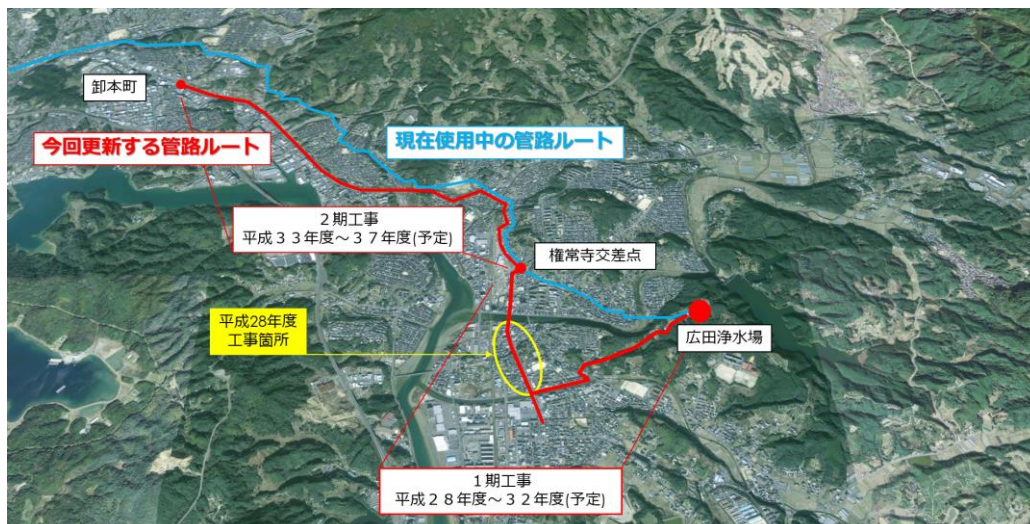 卸本町
今回更新する管路ルート
現在使用中の管路ルート
２期工事
平成３３年度～３７年度(予定)
権常寺交差点
平成28年度
工事箇所
広田浄水場
１期工事
平成２８年度～３２年度(予定)